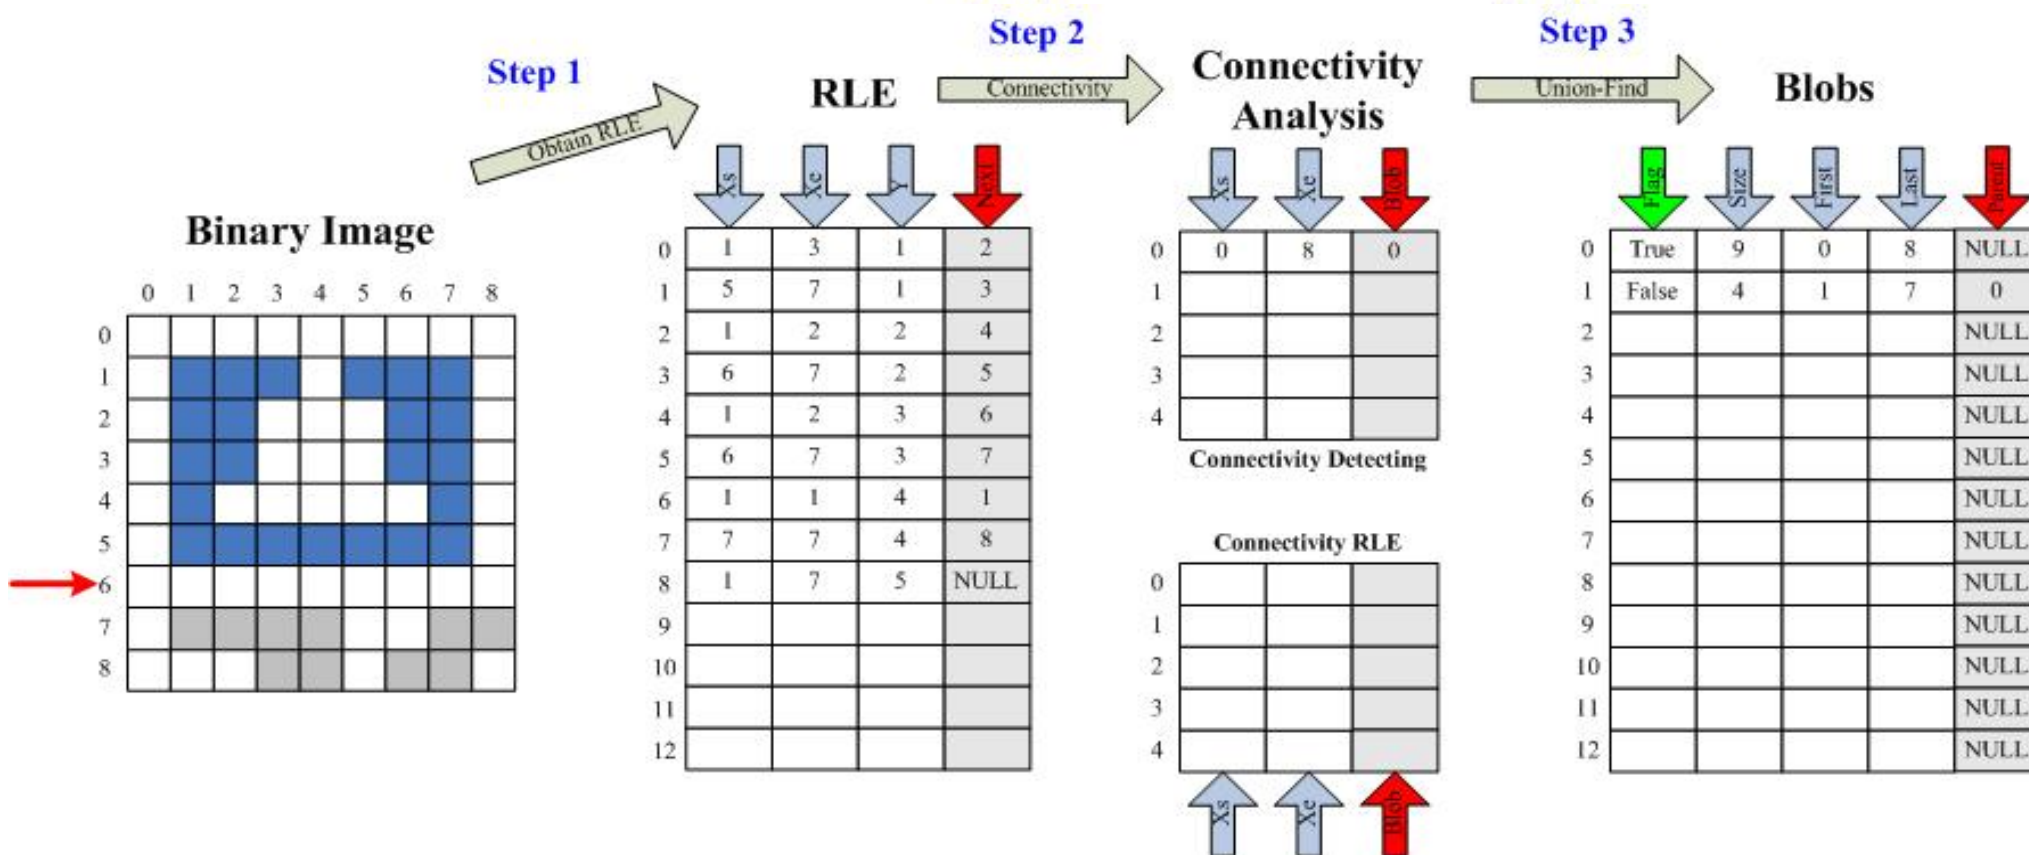 Step 1
Obtain RLE
Step 2
Connectivity
Step 3
Union-Find
Binary Image
0 1 2 3 4 5 6 7 8
0
1
2
3
4
5
6
7
8
RLE
Xs Xe Y Next
0 1 3 1 2
1 5 7 1 3
2 1 2 2 4
3 6 7 2 5
4 1 2 3 6
5 6 7 3 7
6 1 1 4 1
7 7 7 4 8
8 1 7 5 NULL
9
10
11
12
Connectivity
Analysis
Xs Xe Blob
0 0 8 0
1
2
3
4
Connectivity Detecting
Connectivity RLE
0
1
2
3
4
Xs Xe Blob
Blobs
Flag Size First Last Parent
0 True 9 0 8 NULL
1 False 4 1 7 0
2 NULL
3 NULL
4 NULL
5 NULL
6 NULL
7 NULL
8 NULL
9 NULL
10 NULL
11 NULL
12 NULL